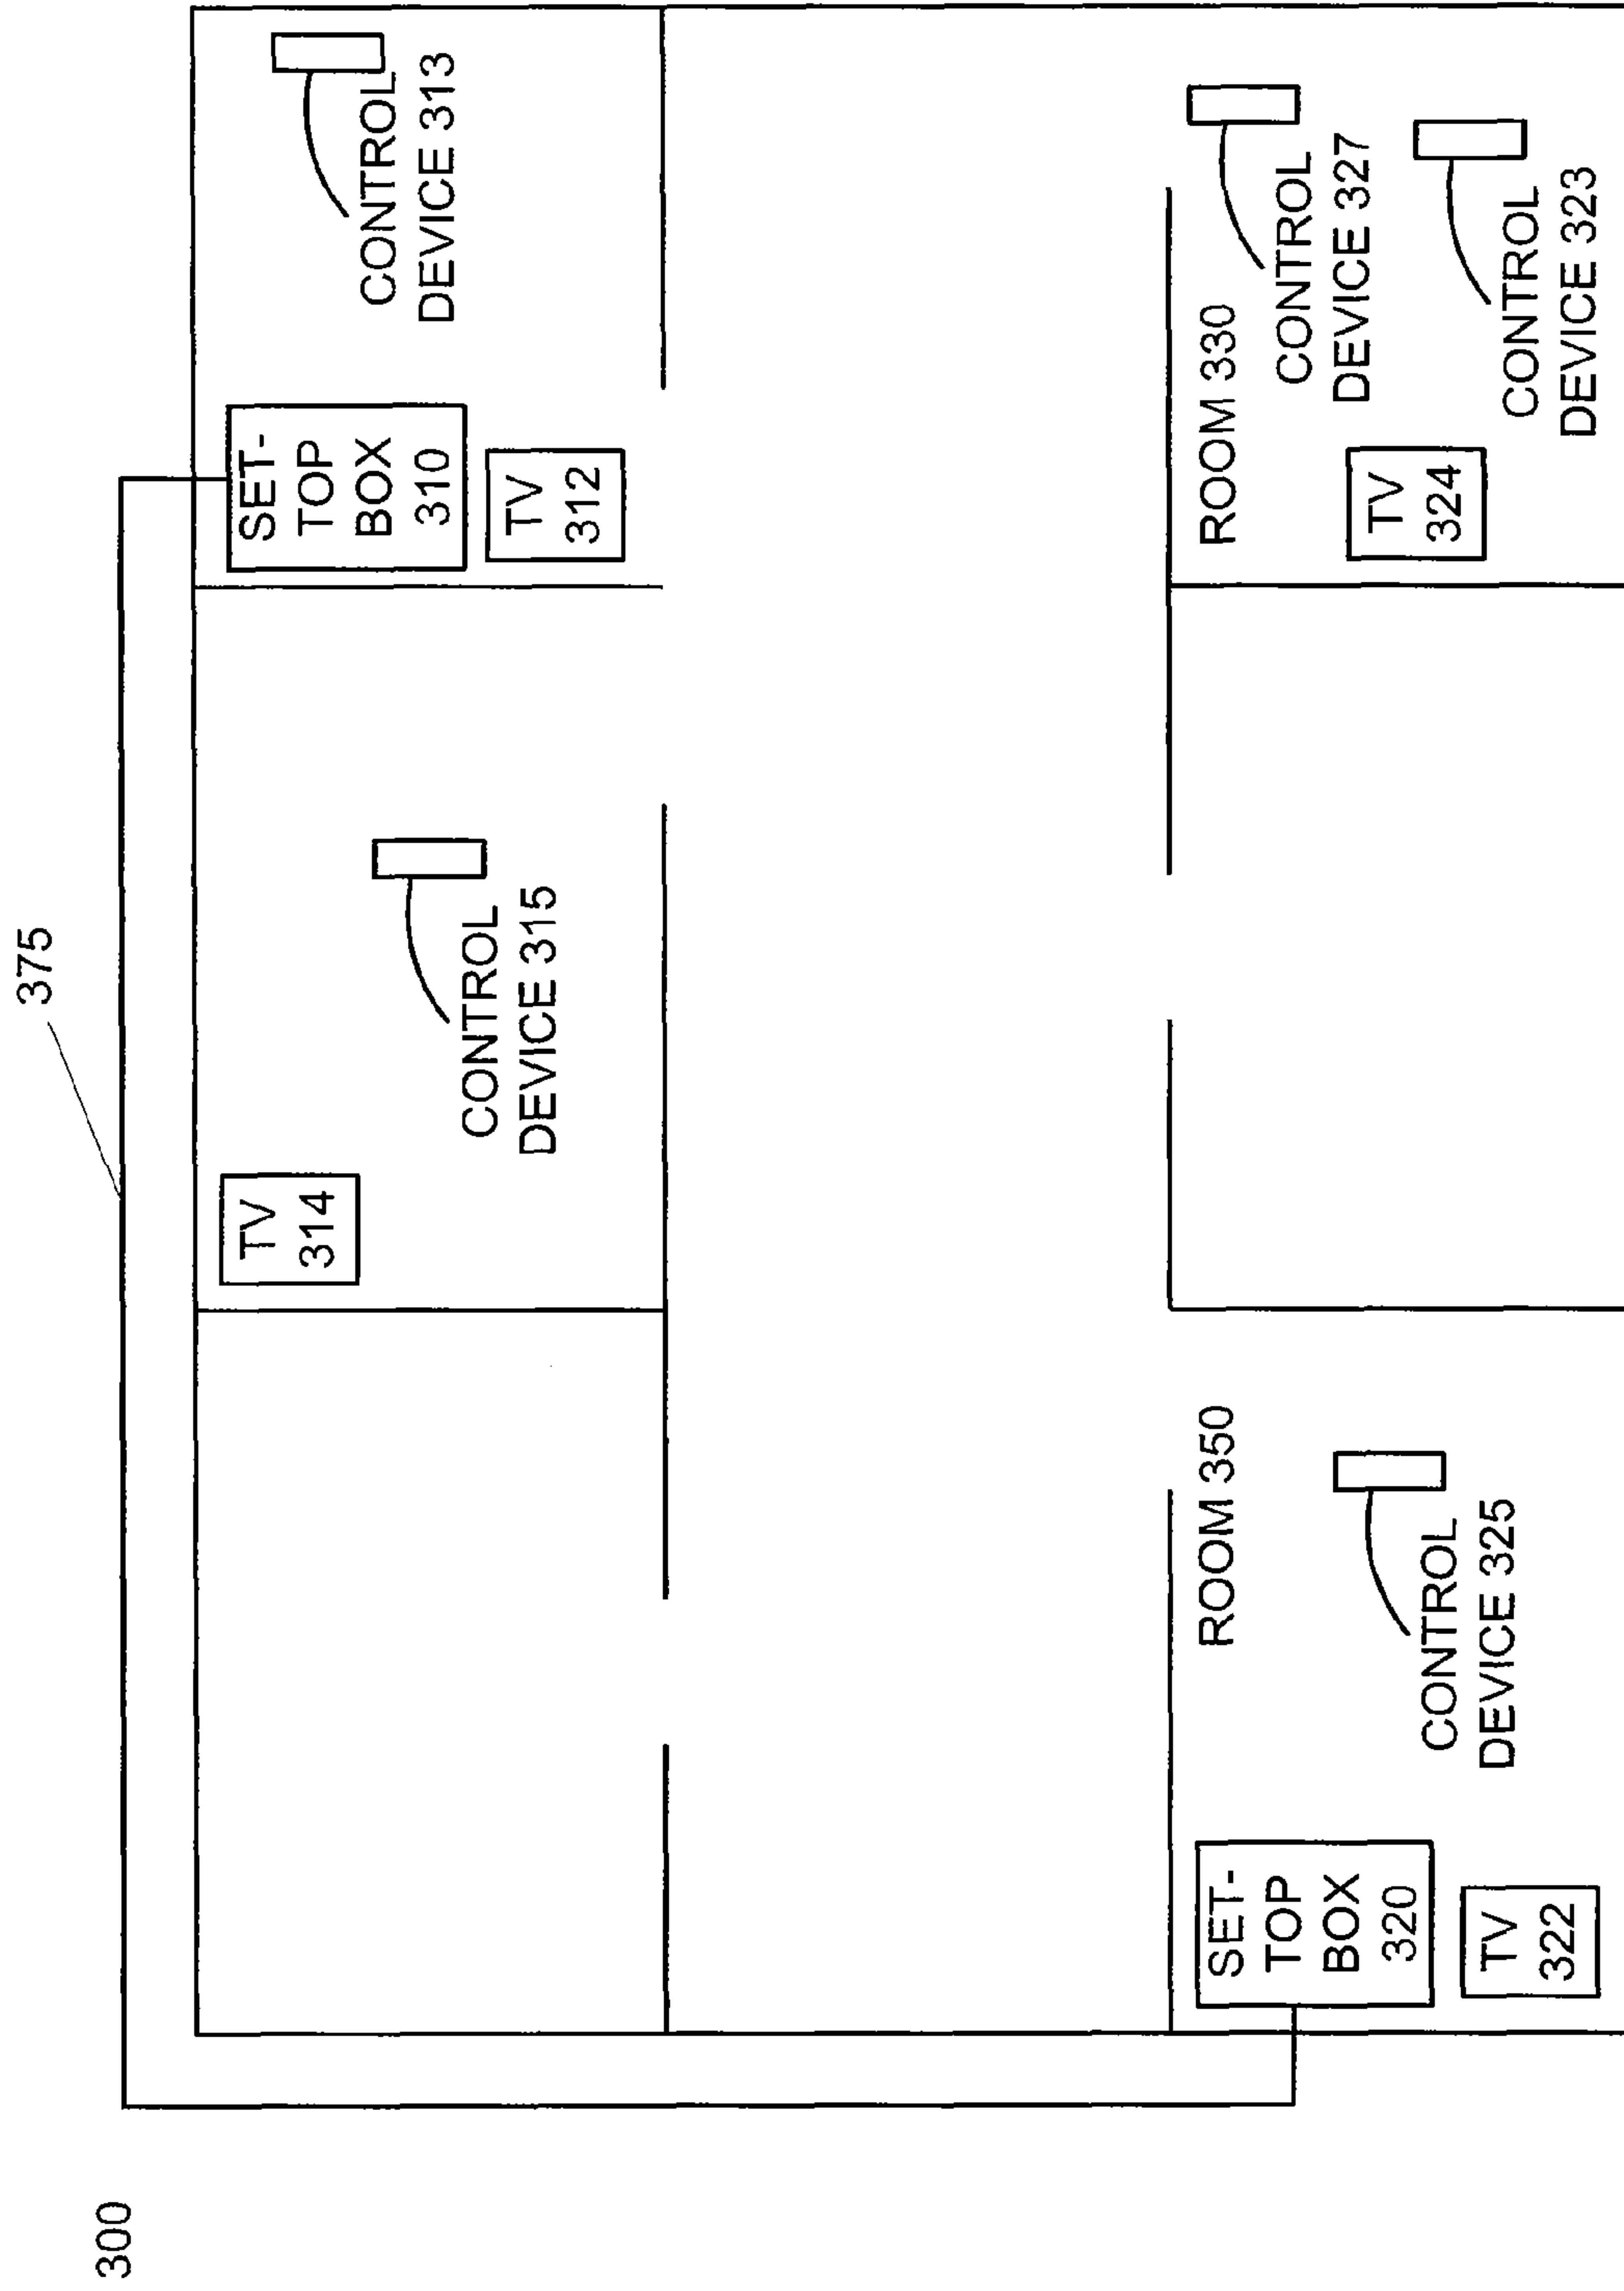 300
375
SET-
TOP
BOX
310
TV
312
CONTROL
DEVICE 313
TV
314
CONTROL
DEVICE 315
ROOM 350
SET-
TOP
BOX
320
TV
322
CONTROL
DEVICE 325
ROOM 330
TV
324
CONTROL
DEVICE 327
CONTROL
DEVICE 323